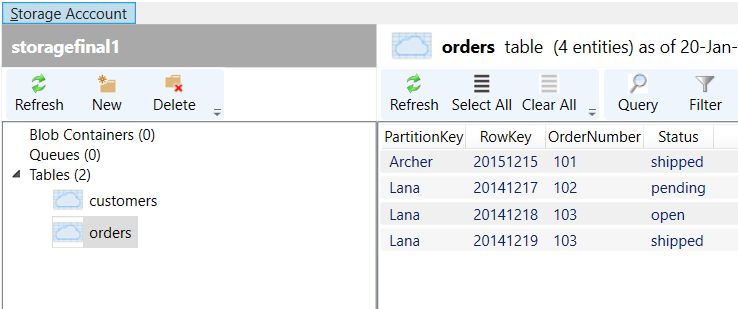 Storage Acccount
storagefinal1
Refresh New Delete
Blob Containers (0)
Queues (0)
Tables (2)
customers
orders
orders table (4 entities) as of 20-Jan-
Refresh Select All Clear All Query Filter
PartitionKey RowKey OrderNumber Status
Archer 20151215 101 shipped
Lana 20141217 102 pending
Lana 20141218 103 open
Lana 20141219 103 shipped